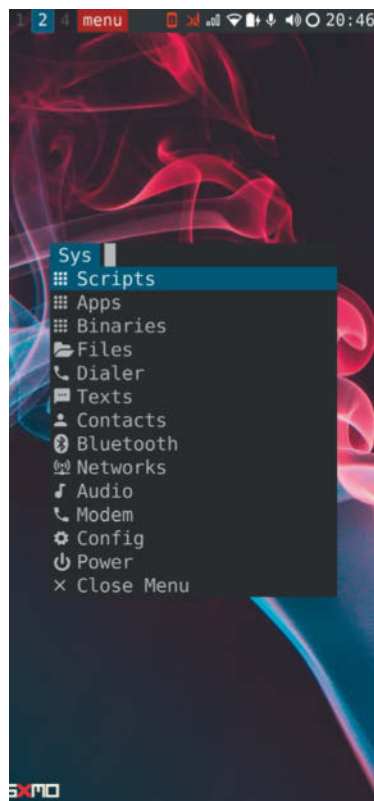 1 2 4 menu 20:46
Sys
Scripts
Apps
Binaries
Files
Dialer
Texts
Contacts
Bluetooth
Networks
Audio
Modem
Config
Power
Close Menu
SXMO